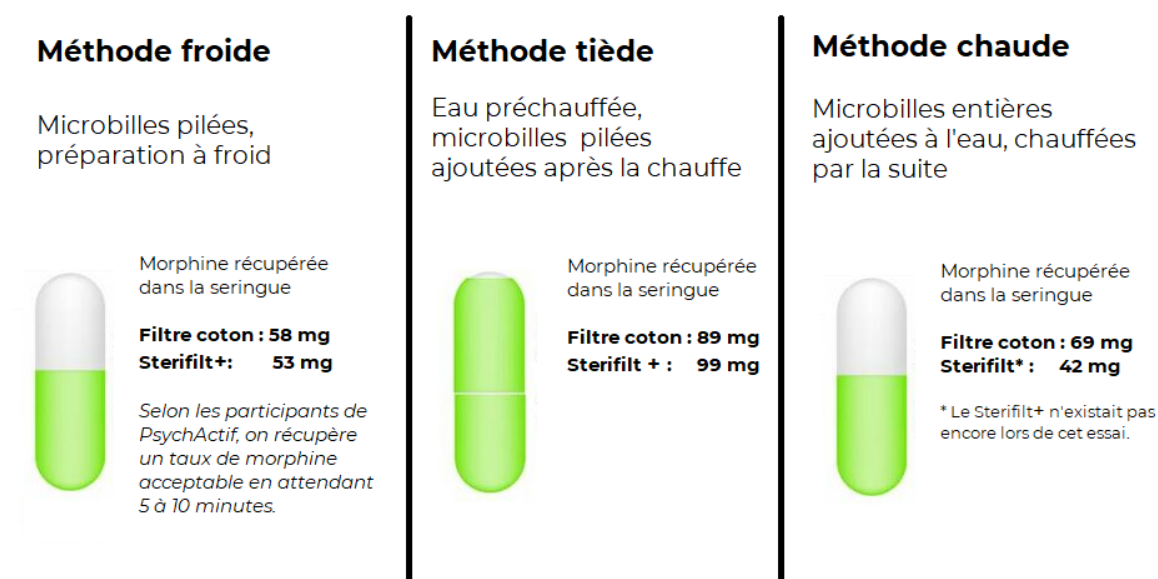 Méthode froide
Microbilles pilées,
préparation à froid
Morphine récupérée
dans la seringue
Filtre coton : 58 mg
Sterifilt+: 53 mg
Selon les participants de
PsychActif, on récupère
un taux de morphine
acceptable en attendant
5 à 10 minutes.
Méthode tiède
Eau préchauffée,
microbilles pilées
ajoutées après la chauffe
Morphine récupérée
dans la seringue
Filtre coton : 89 mg
Sterifilt + : 99 mg
Méthode chaude
Microbilles entières
ajoutées à l'eau, chauffées
par la suite
Morphine récupérée
dans la seringue
Filtre coton : 69 mg
Sterifilt* : 42 mg
* Le Sterifilt+ n'existait pas
encore lors de cet essai.